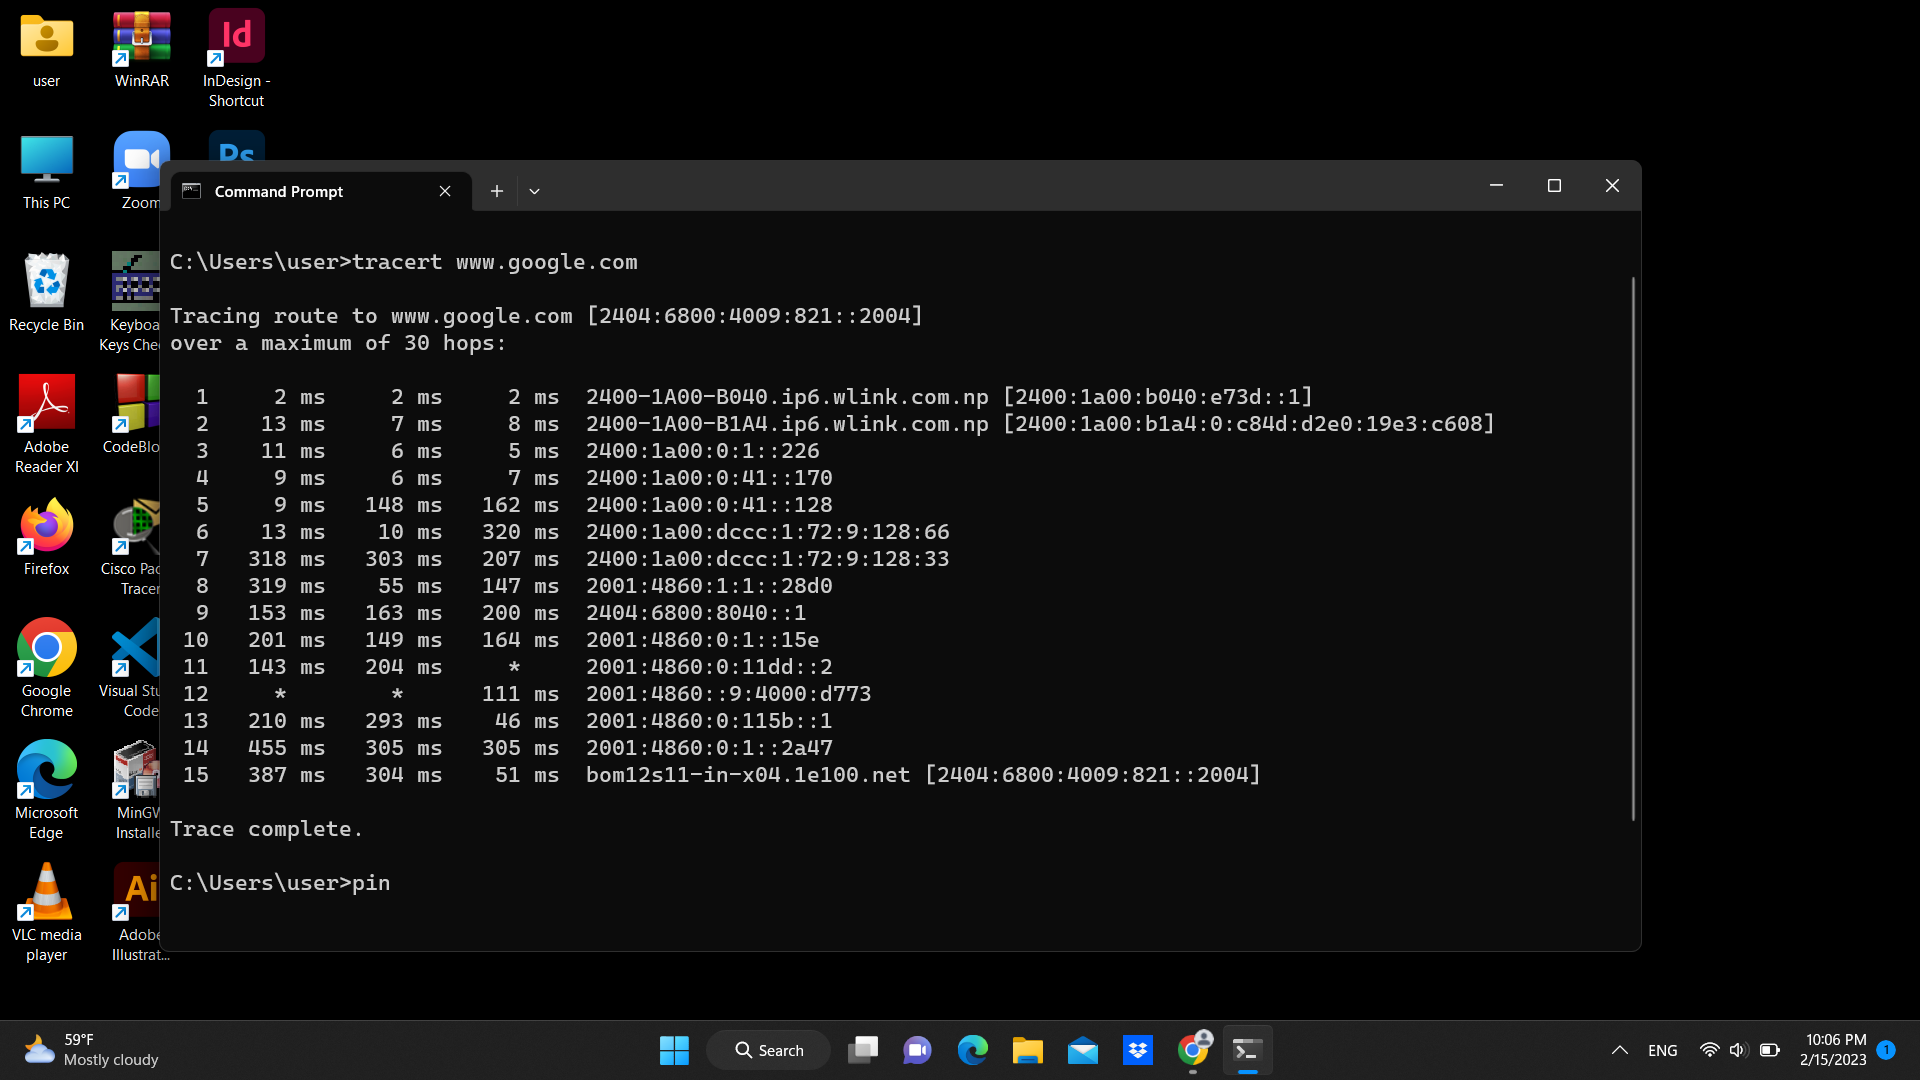 user
WinRAR
Id
InDesign -
Shortcut
This PC
Zoom
Ps
Recycle Bin
Keyboa
Keys Che
Adobe
Reader XI
CodeBlo
Firefox
Cisco Pac
Tracer
Google
Chrome
Visual Stu
Code
Microsoft
Edge
MinGW
Installe
VLC media
player
Ai
Adobe
Illustrat...
Command Prompt
C:\Users\user>tracert www.google.com
Tracing route to www.google.com [2404:6800:4009:821::2004]
over a maximum of 30 hops:
1 2 ms 2 ms 2 ms 2400-1A00-B040.ip6.wlink.com.np [2400:1a00:b040:e73d::1]
2 13 ms 7 ms 8 ms 2400-1A00-B1A4.ip6.wlink.com.np [2400:1a00:b1a4:0:c84d:d2e0:19e3:c608]
3 11 ms 6 ms 5 ms 2400:1a00:0:1::226
4 9 ms 6 ms 7 ms 2400:1a00:0:41::170
5 9 ms 148 ms 162 ms 2400:1a00:0:41::128
6 13 ms 10 ms 320 ms 2400:1a00:dccc:1:72:9:128:66
7 318 ms 303 ms 207 ms 2400:1a00:dccc:1:72:9:128:33
8 319 ms 55 ms 147 ms 2001:4860:1:1::28d0
9 153 ms 163 ms 200 ms 2404:6800:8040::1
10 201 ms 149 ms 164 ms 2001:4860:0:1::15e
11 143 ms 204 ms * 2001:4860:0:11dd::2
12 * * 111 ms 2001:4860::9:4000:d773
13 210 ms 293 ms 46 ms 2001:4860:0:115b::1
14 455 ms 305 ms 305 ms 2001:4860:0:1::2a47
15 387 ms 304 ms 51 ms bom12s11-in-x04.1e100.net [2404:6800:4009:821::2004]
Trace complete.
C:\Users\user>pin
59°F
Mostly cloudy
Search
ENG
10:06 PM
2/15/2023
1